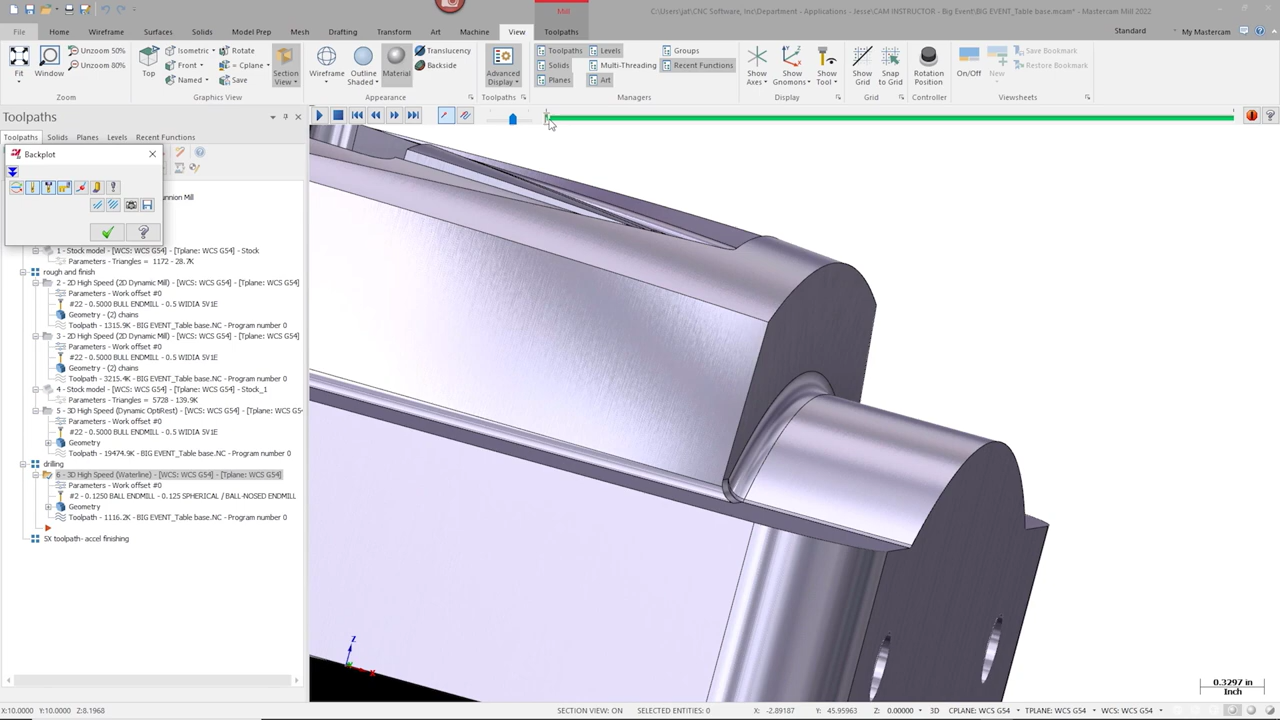 Mill
C:\Users\jat\CNC Software, Inc\Department - Applications - Jesse\CAM INSTRUCTOR - Big Event\BIG EVENT_Table base.mcam* - Mastercam Mill 2022
File Home Wireframe Surfaces Solids Model Prep Mesh Drafting Transform Art Machine View Toolpaths Standard My Mastercam
Fit Window Unzoom 50% Unzoom 80% Zoom
Top Isometric Front Named Rotate = Cplane Save Section View Graphics View
Wireframe Outline Shaded Material Translucency Backside Appearance
Advanced Display Toolpaths
Toolpaths Solids Planes Levels Multi-Threading Art Groups Recent Functions Managers
Show Axes Show Gnomons Show Tool Display
Show Grid Snap to Grid Grid
Rotation Position Controller
On/Off New Save Bookmark Restore Bookmark Viewsheets
Toolpaths
Toolpaths Solids Planes Levels Recent Functions
Backplot
unnion Mill
1 - Stock model - [WCS: WCS G54] - [Tplane: WCS G54] - Stock
Parameters - Triangles = 1172 - 28.7K
rough and finish
2 - 2D High Speed (2D Dynamic Mill) - [WCS: WCS G54] - [Tplane: WCS G54]
Parameters - Work offset #0
#22 - 0.5000 BULL ENDMILL - 0.5 WIDIA 5V1E
Geometry - (2) chains
Toolpath - 1315.9K - BIG EVENT_Table base.NC - Program number 0
3 - 2D High Speed (2D Dynamic Mill) - [WCS: WCS G54] - [Tplane: WCS G54]
Parameters - Work offset #0
#22 - 0.5000 BULL ENDMILL - 0.5 WIDIA 5V1E
Geometry - (2) chains
Toolpath - 3215.4K - BIG EVENT_Table base.NC - Program number 0
4 - Stock model - [WCS: WCS G54] - [Tplane: WCS G54] - Stock_1
Parameters - Triangles = 5728 - 139.9K
5 - 3D High Speed (Dynamic OptiRest) - [WCS: WCS G54] - [Tplane: WCS G5
Parameters - Work offset #0
#22 - 0.5000 BULL ENDMILL - 0.5 WIDIA 5V1E
Geometry
Toolpath - 19474.9K - BIG EVENT_Table base.NC - Program number 0
drilling
6 - 3D High Speed (Waterline) - [WCS: WCS G54] - [Tplane: WCS G54]
Parameters - Work offset #0
#2 - 0.1250 BALL ENDMILL - 0.125 SPHERICAL / BALL-NOSED ENDMILL
Geometry
Toolpath - 1116.2K - BIG EVENT_Table base.NC - Program number 0
5X toolpath- accel finishing
Z
X
0.3297 in
Inch
X:10.0000 Y:10.0000 Z:8.1968 SECTION VIEW: ON SELECTED ENTITIES: 0 X: -2.89187 Y: 45.95963 Z: 0.00000 3D CPLANE: WCS G54 TPLANE: WCS G54 WCS: WCS G54